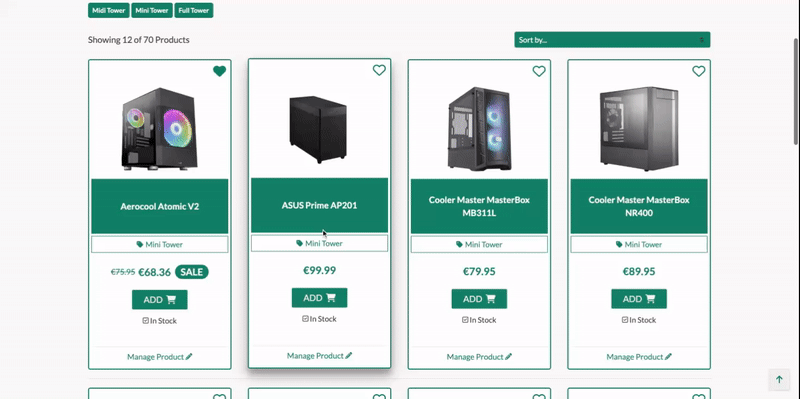 Midi Tower Mini Tower Full Tower
Showing 12 of 70 Products
Sort by...
Aerocool Atomic V2
Mini Tower
€75.95 €68.36 SALE
ADD
In Stock
Manage Product
ASUS Prime AP201
Mini Tower
€99.99
ADD
In Stock
Manage Product
Cooler Master MasterBox
MB311L
Mini Tower
€79.95
ADD
In Stock
Manage Product
Cooler Master MasterBox
NR400
Mini Tower
€89.95
ADD
In Stock
Manage Product